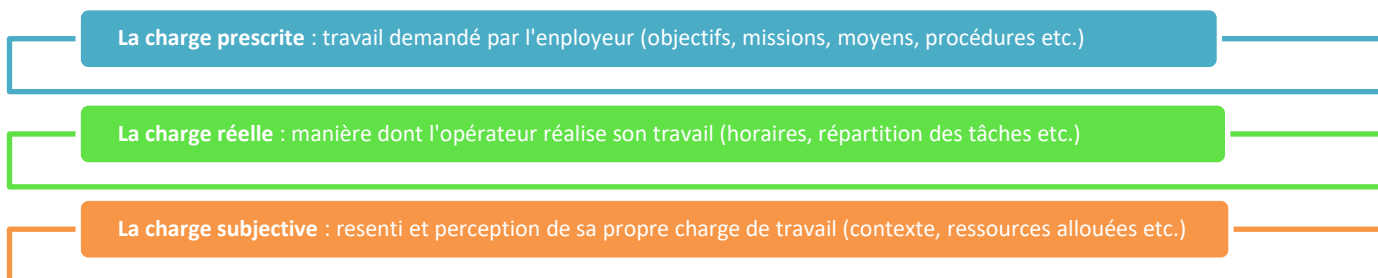 La charge prescrite : travail demandé par l'enployeur (objectifs, missions, moyens, procédures etc.)
La charge réelle : manière dont l'opérateur réalise son travail (horaires, répartition des tâches etc.)
La charge subjective : resenti et perception de sa propre charge de travail (contexte, ressources allouées etc.)